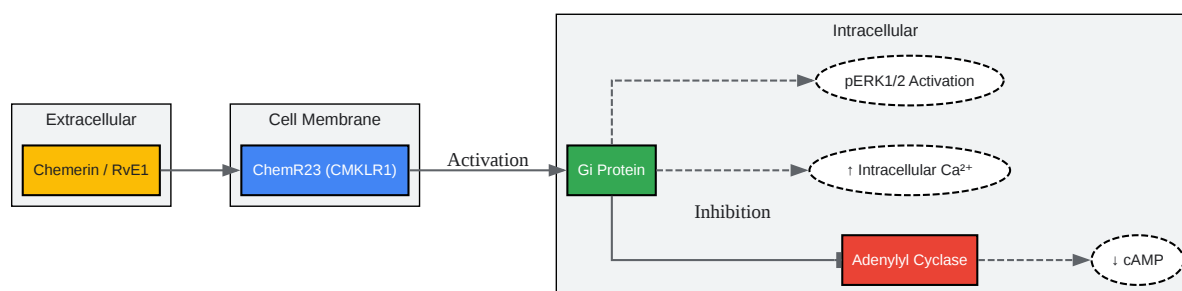 Intracellular
pERK1/2 Activation
Extracellular
Cell Membrane
Chemerin / RvE1
ChemR23 (CMKLR1)
Activation
Gi Protein
↑ Intracellular Ca²⁺
Inhibition
Adenylyl Cyclase
↓ cAMP